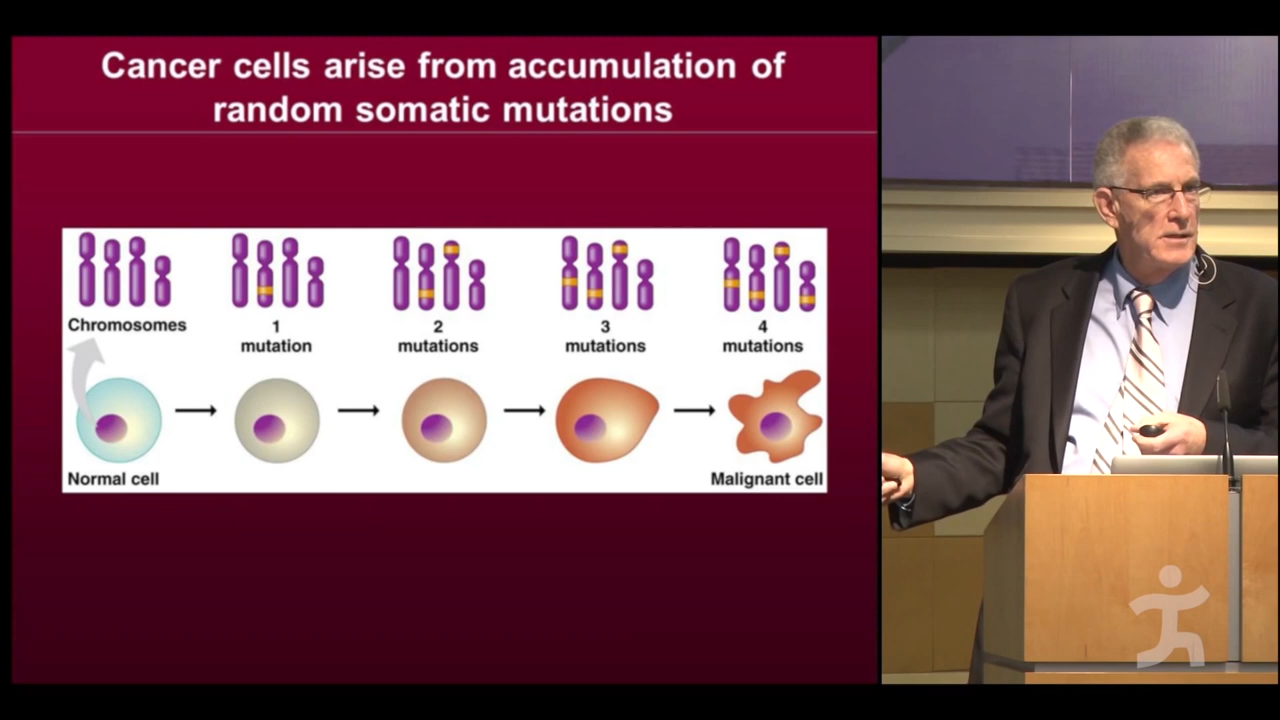 Cancer cells arise from accumulation of
random somatic mutations
Chromosomes
1
mutation
2
mutations
3
mutations
4
mutations
Normal cell
Malignant cell